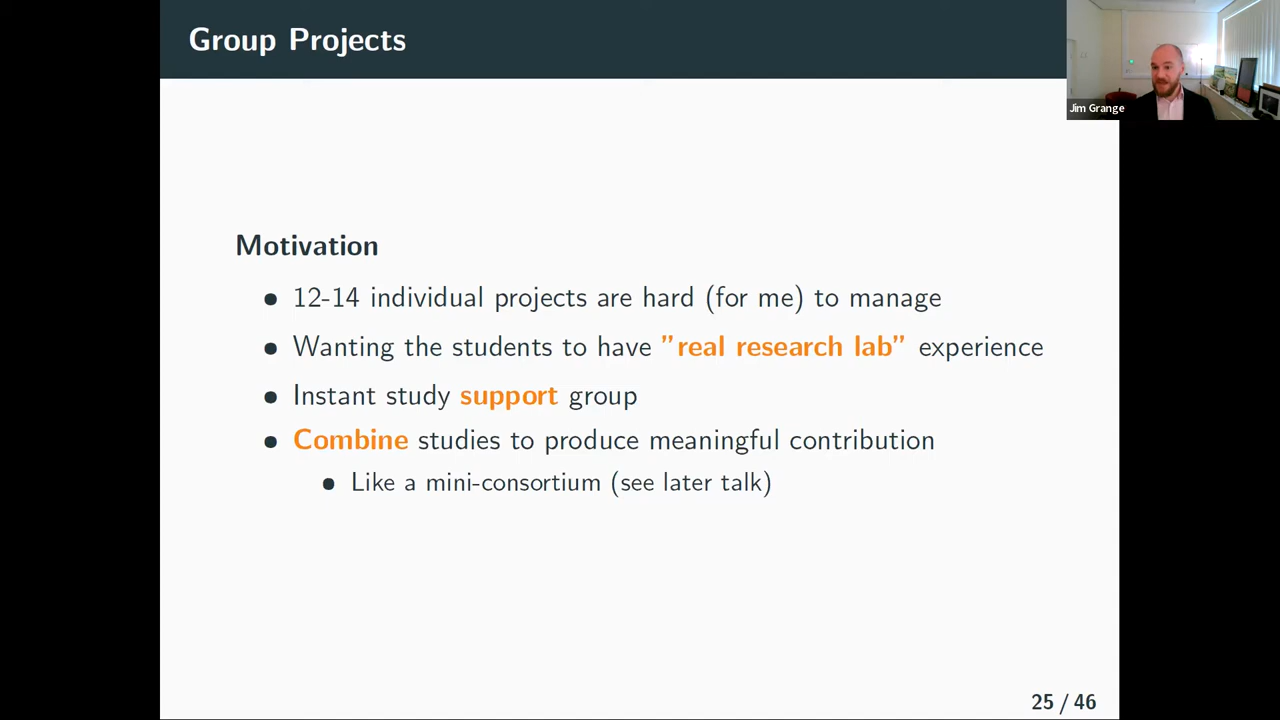 Group Projects
Jim Grange
Motivation
• 12-14 individual projects are hard (for me) to manage
• Wanting the students to have ”real research lab” experience
• Instant study support group
• Combine studies to produce meaningful contribution
• Like a mini-consortium (see later talk)
25 / 46